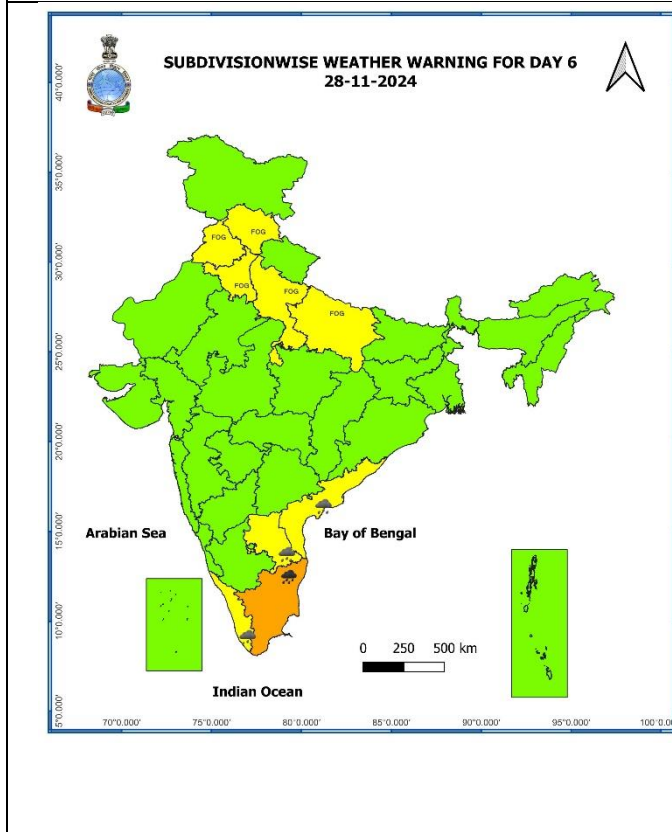 SUBDIVISIONWISE WEATHER WARNING FOR DAY 6
28-11-2024
40°0.000'
35°0.000'
30°0.000'
25°0.000'
20°0.000'
15°0.000'
10°0.000'
5°0.000'
FOG
FOG
FOG
FOG
FOG
Arabian Sea
Bay of Bengal
0 250 500 km
Indian Ocean
70°0.000' 75°0.000' 80°0.000' 85°0.000' 90°0.000' 95°0.000' 100°0.0